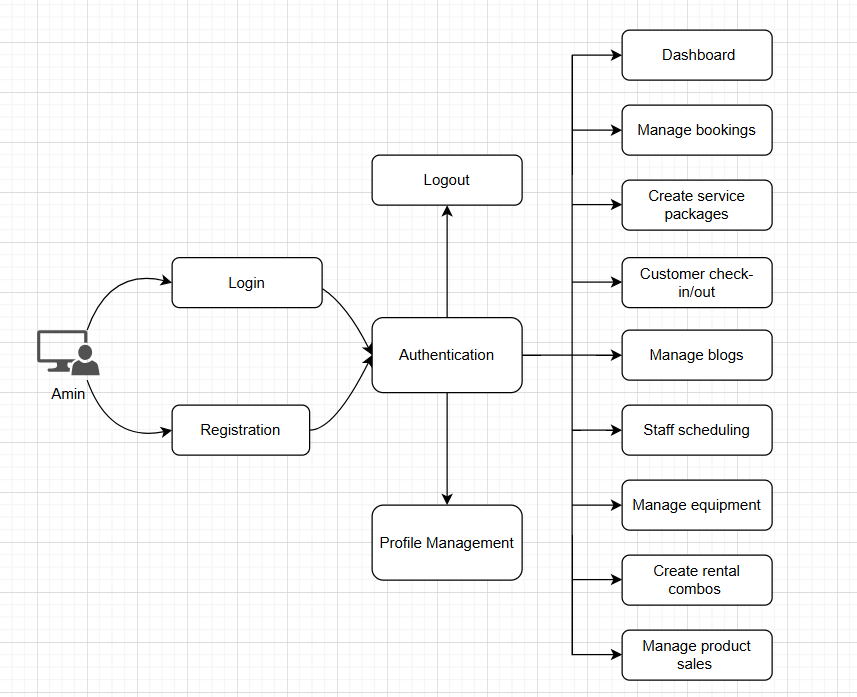 Amin
Login
Registration
Logout
Authentication
Profile Management
Dashboard
Manage bookings
Create service
packages
Customer check-
in/out
Manage blogs
Staff scheduling
Manage equipment
Create rental
combos
Manage product
sales